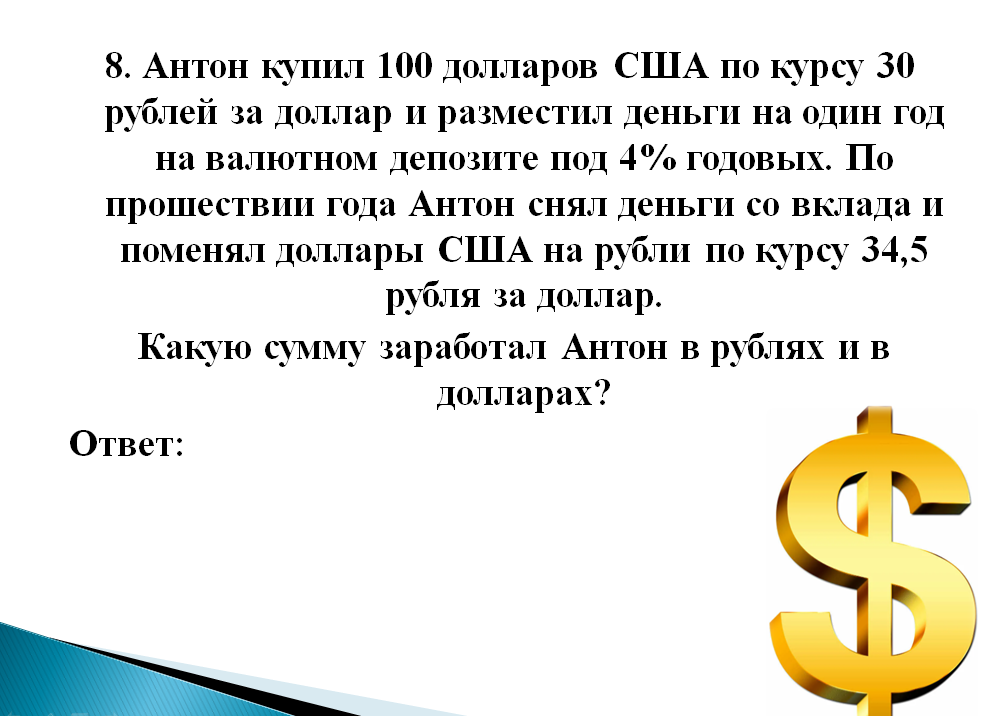 8. Антон купил 100 долларов США по курсу 30
рублей за доллар и разместил деньги на один год
на валютном депозите под 4% годовых. По
прошествии года Антон снял деньги со вклада и
поменял доллары США на рубли по курсу 34,5
рубля за доллар.
Какую сумму заработал Антон в рублях и в
долларах?
Ответ: